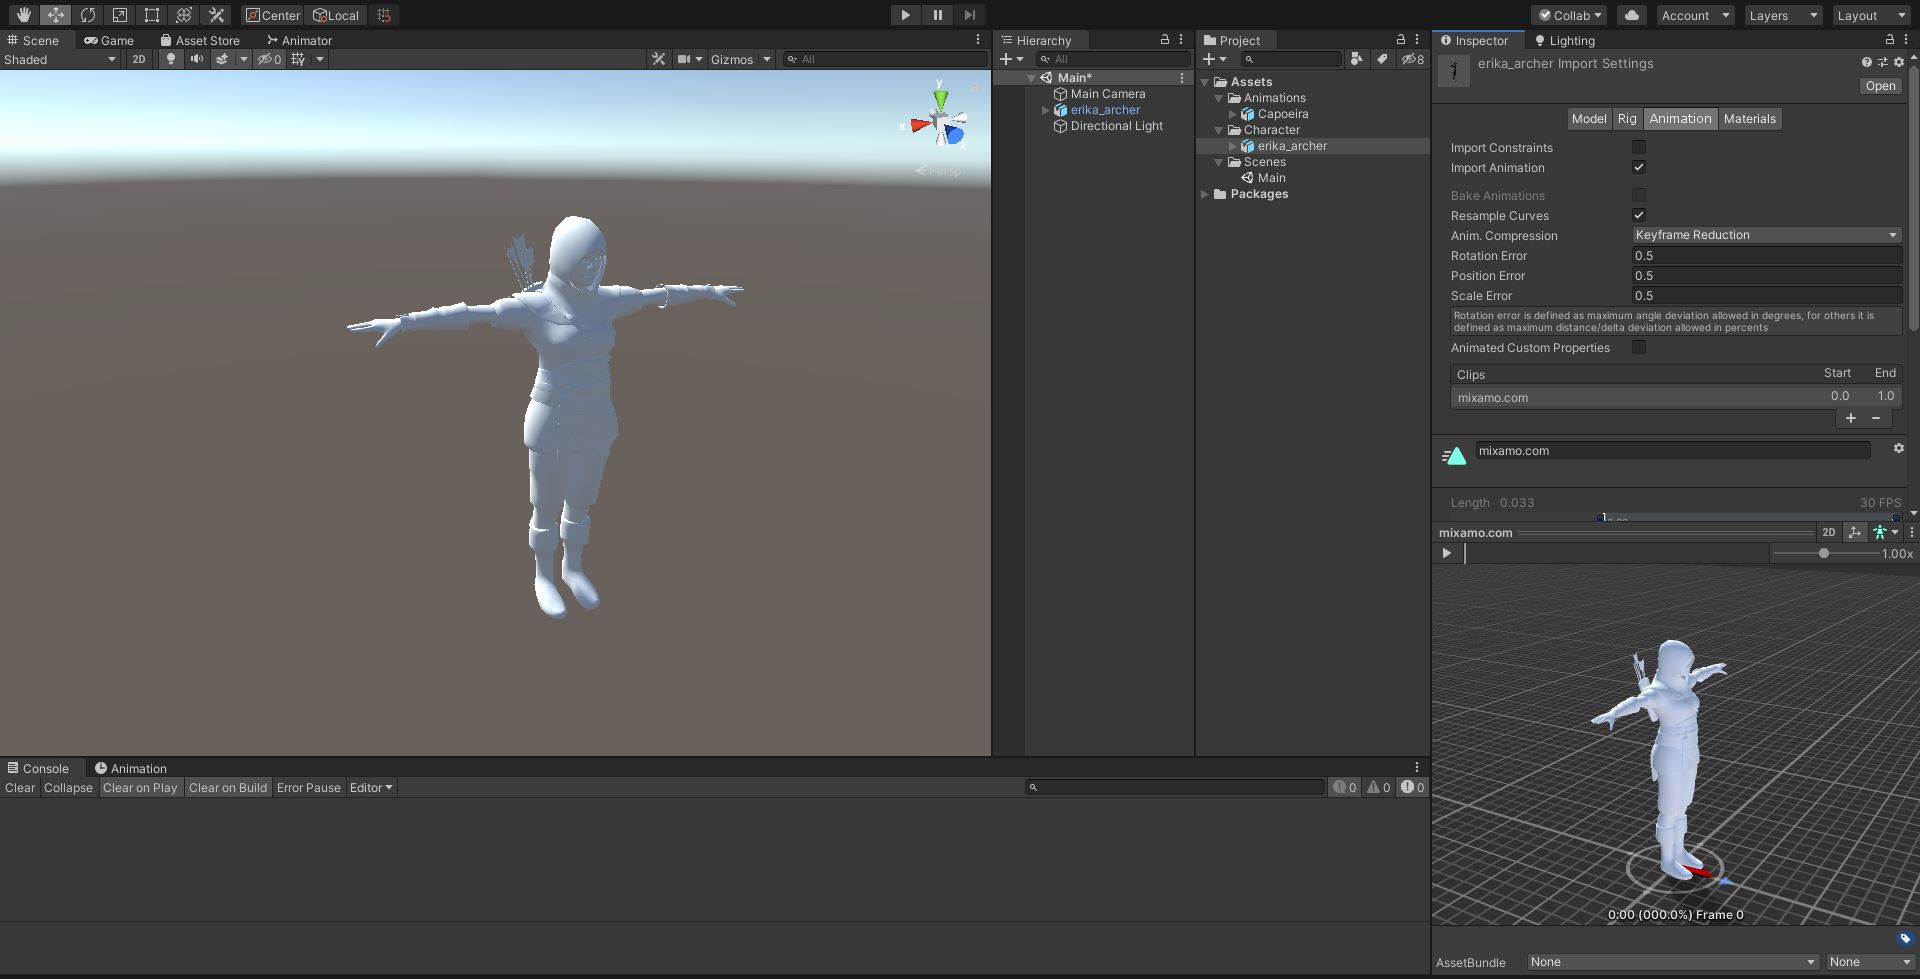 Center
Local
Collab
Account
Layers
Layout
Scene
Game
Asset Store
Animator
Shaded
2D
0
Gizmos
All
y
x
z
Persp
Hierarchy
All
Main*
Main Camera
erika_archer
Directional Light
Project
8
Assets
Animations
Capoeira
Character
erika_archer
Scenes
Main
Packages
Inspector
Lighting
erika_archer Import Settings
Open
Model
Rig
Animation
Materials
Import Constraints
Import Animation
Bake Animations
Resample Curves
Anim. Compression
Keyframe Reduction
Rotation Error
0.5
Position Error
0.5
Scale Error
0.5
Rotation error is defined as maximum angle deviation allowed in degrees, for others it is
defined as maximum distance/delta deviation allowed in percents
Animated Custom Properties
Clips
Start
End
mixamo.com
0.0
1.0
mixamo.com
Length 0.033
30 FPS
mixamo.com
2D
1.00x
0:00 (000.0%) Frame 0
AssetBundle
None
None
Console
Animation
Clear
Collapse
Clear on Play
Clear on Build
Error Pause
Editor
0
0
0